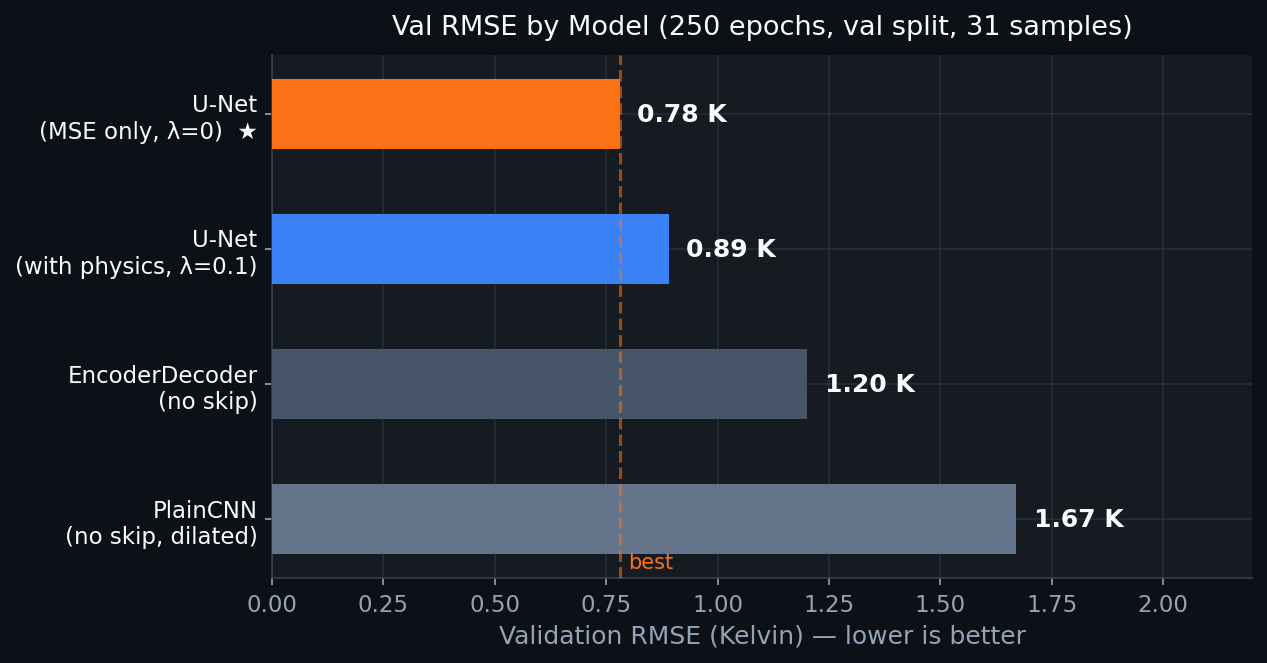 Val RMSE by Model (250 epochs, val split, 31 samples)
U-Net
(MSE only, λ=0) ★
0.78 K
U-Net
(with physics, λ=0.1)
0.89 K
EncoderDecoder
(no skip)
1.20 K
PlainCNN
(no skip, dilated)
1.67 K
best
0.00 0.25 0.50 0.75 1.00 1.25 1.50 1.75 2.00
Validation RMSE (Kelvin) — lower is better